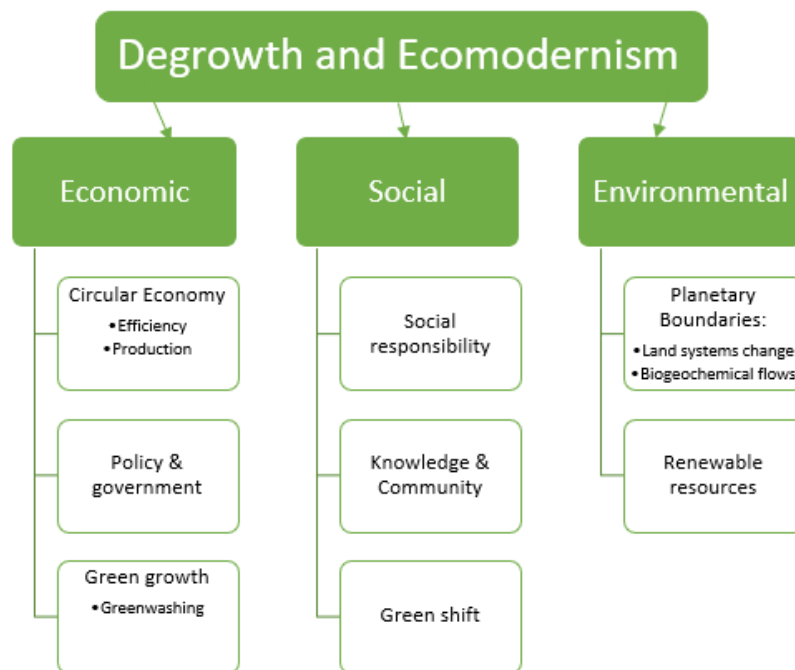 Degrowth and Ecomodernism
Economic
Circular Economy
•Efficiency
•Production
Policy &
government
Green growth
•Greenwashing
Social
Social
responsibility
Knowledge &
Community
Green shift
Environmental
Planetary
Boundaries:
•Land systems change
•Biogeochemical flows
Renewable
resources